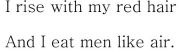 I rise with my red hair
And I eat men like air.